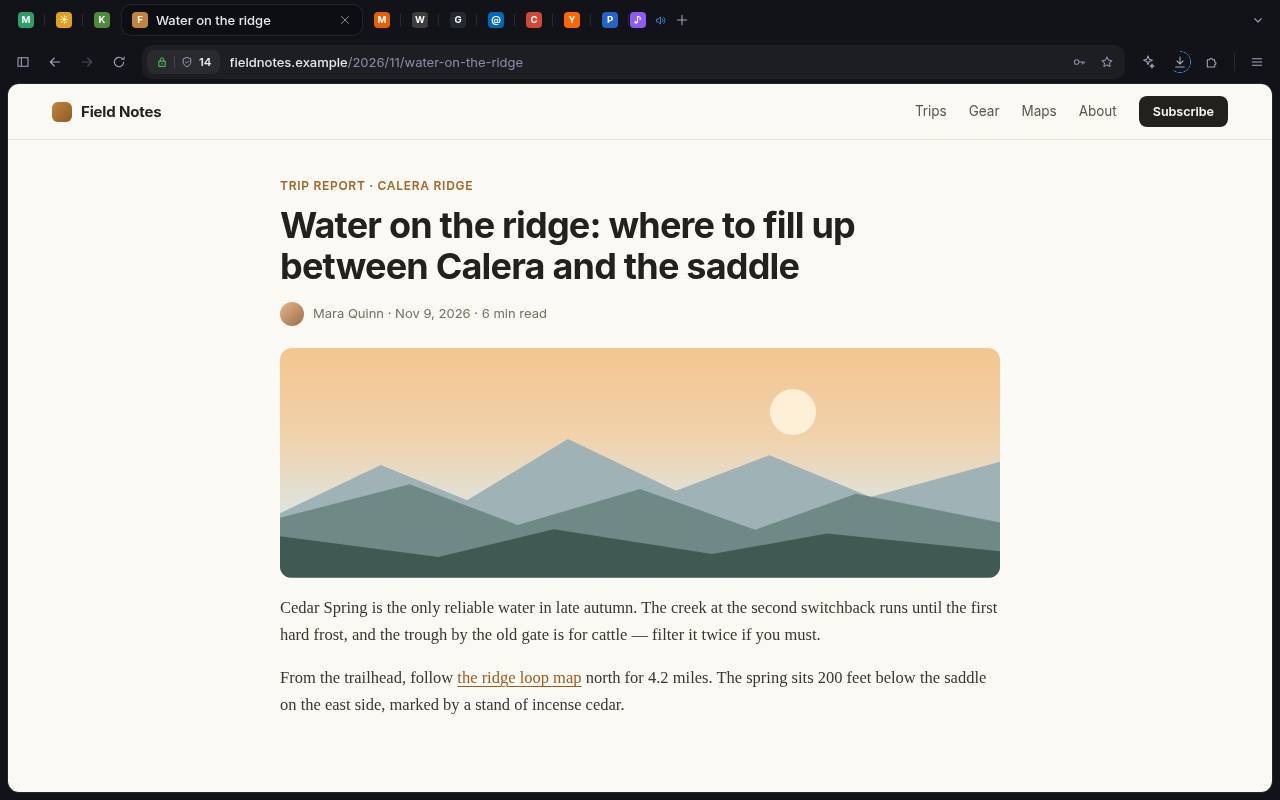 M
K
F
Water on the ridge
M
W
G
@
C
Y
P
14
fieldnotes.example/2026/11/water-on-the-ridge
Field Notes
Trips
Gear
Maps
About
Subscribe
TRIP REPORT · CALERA RIDGE
Water on the ridge: where to fill up
between Calera and the saddle
Mara Quinn · Nov 9, 2026 · 6 min read
Cedar Spring is the only reliable water in late autumn. The creek at the second switchback runs until the first
hard frost, and the trough by the old gate is for cattle — filter it twice if you must.
From the trailhead, follow the ridge loop map north for 4.2 miles. The spring sits 200 feet below the saddle
on the east side, marked by a stand of incense cedar.